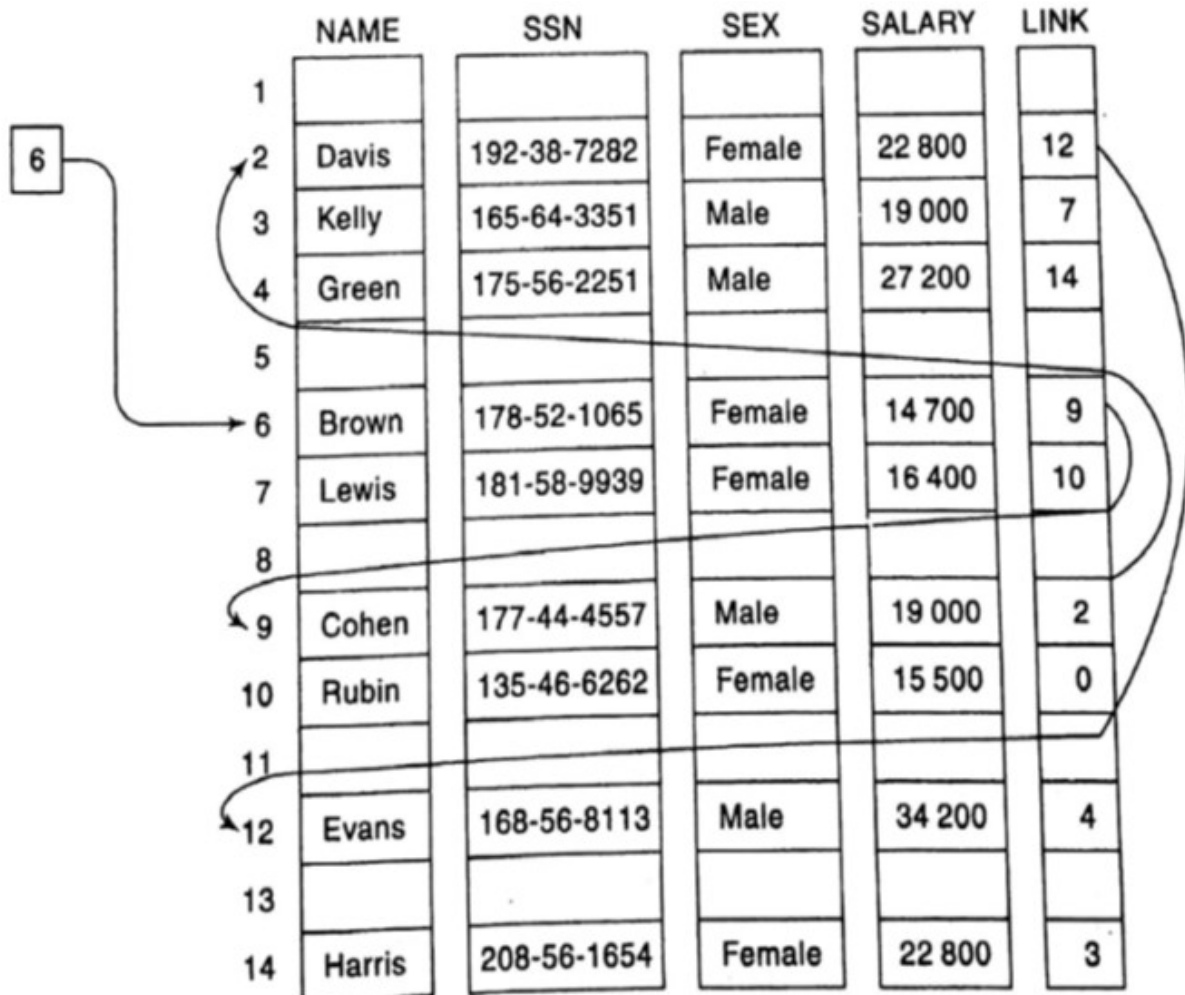 NAME SSN SEX SALARY LINK
1
6
2 Davis 192-38-7282 Female 22 800 12
3 Kelly 165-64-3351 Male 19 000 7
4 Green 175-56-2251 Male 27 200 14
5
6 Brown 178-52-1065 Female 14 700 9
7 Lewis 181-58-9939 Female 16 400 10
8
9 Cohen 177-44-4557 Male 19 000 2
10 Rubin 135-46-6262 Female 15 500 0
11
12 Evans 168-56-8113 Male 34 200 4
13
14 Harris 208-56-1654 Female 22 800 3